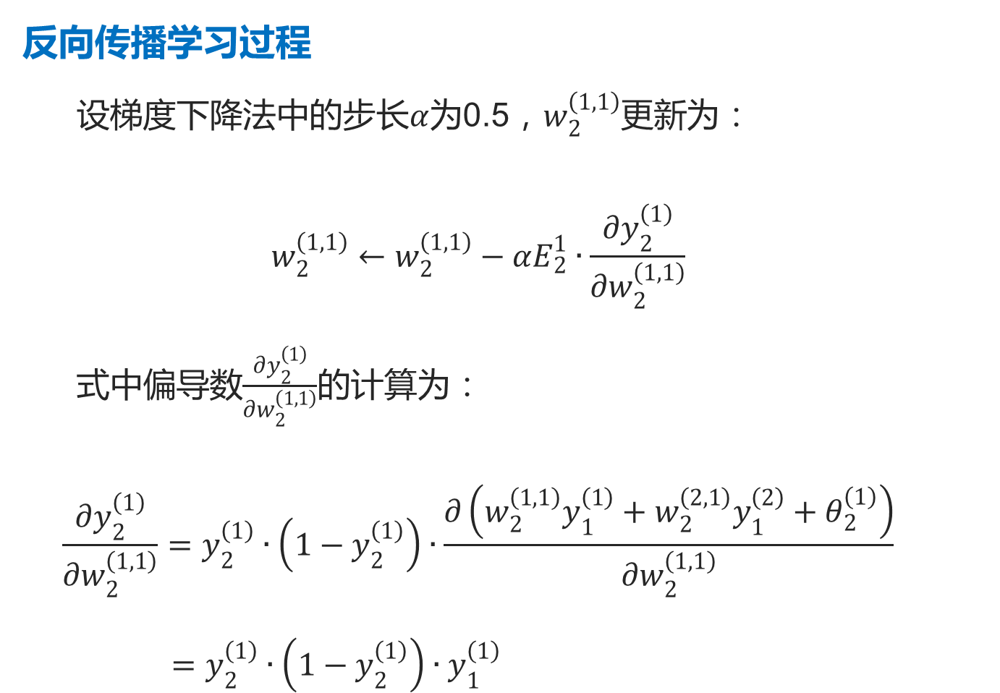 反向传播学习过程
设梯度下降法中的步长α为0.5，$w_2^{(1,1)}$更新为：
$w_2^{(1,1)} \leftarrow w_2^{(1,1)} - \alpha E_2^1 \cdot \frac{\partial y_2^{(1)}}{\partial w_2^{(1,1)}}$
式中偏导数$\frac{\partial y_2^{(1)}}{\partial w_2^{(1,1)}}$的计算为：
$\frac{\partial y_2^{(1)}}{\partial w_2^{(1,1)}} = y_2^{(1)} \cdot \left(1 - y_2^{(1)}\right) \cdot \frac{\partial \left(w_2^{(1,1)} y_1^{(1)} + w_2^{(2,1)} y_1^{(2)} + \theta_2^{(1)}\right)}{\partial w_2^{(1,1)}}$
$= y_2^{(1)} \cdot \left(1 - y_2^{(1)}\right) \cdot y_1^{(1)}$